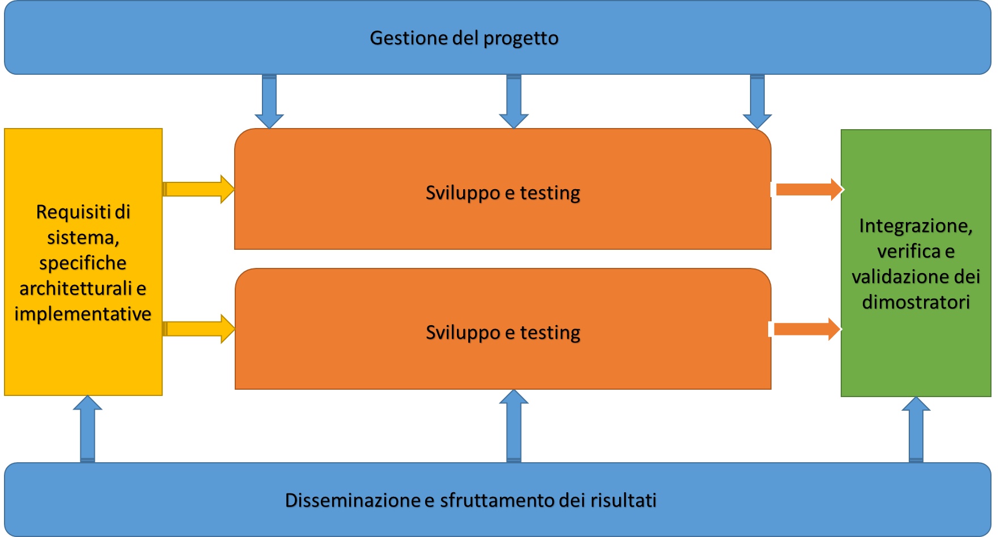 Gestione del progetto
Requisiti di
sistema,
specifiche
architetturali e
implementative
Sviluppo e testing
Sviluppo e testing
Integrazione,
verifica e
validazione dei
dimostratori
Disseminazione e sfruttamento dei risultati